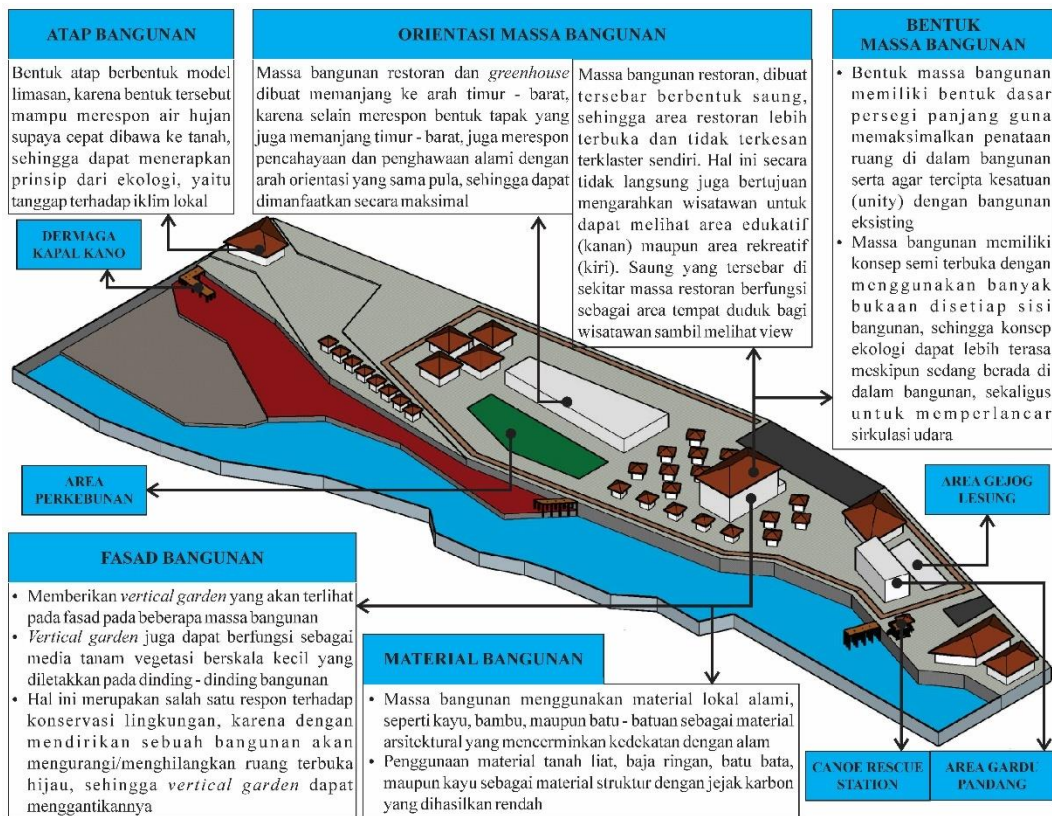 ATAP BANGUNAN
Bentuk atap berbentuk model
limasan, karena bentuk tersebut
mampu merespon air hujan
supaya cepat dibawa ke tanah,
sehingga dapat menerapkan
prinsip dari ekologi, yaitu
tanggap terhadap iklim lokal
DERMAGA
KAPAL KANO
ORIENTASI MASSA BANGUNAN
Massa bangunan restoran dan greenhouse
dibuat memanjang ke arah timur - barat,
karena selain merespon bentuk tapak yang
juga memanjang timur - barat, juga merespon
pencahayaan dan penghawaan alami dengan
arah orientasi yang sama pula, sehingga dapat
dimanfaatkan secara maksimal
Massa bangunan restoran, dibuat
tersebar berbentuk saung,
sehingga area restoran lebih
terbuka dan tidak terkesan
terklaster sendiri. Hal ini secara
tidak langsung juga bertujuan
mengarahkan wisatawan untuk
dapat melihat area edukatif
(kanan) maupun area rekreatif
(kiri). Saung yang tersebar di
sekitar massa restoran berfungsi
sebagai area tempat duduk bagi
wisatawan sambil melihat view
BENTUK
MASSA BANGUNAN
• Bentuk massa bangunan
memiliki bentuk dasar
persegi panjang guna
memaksimalkan penataan
ruang di dalam bangunan
serta agar tercipta kesatuan
(unity) dengan bangunan
eksisting
• Massa bangunan memiliki
konsep semi terbuka dengan
menggunakan banyak
bukaan disetiap sisi
bangunan, sehingga konsep
ekologi dapat lebih terasa
meskipun sedang berada di
dalam bangunan, sekaligus
untuk memperlancar
sirkulasi udara
AREA
PERKEBUNAN
AREA GEJOG
LESUNG
FASAD BANGUNAN
• Memberikan vertical garden yang akan terlihat
pada fasad pada beberapa massa bangunan
• Vertical garden juga dapat berfungsi sebagai
media tanam vegetasi berskala kecil yang
diletakkan pada dinding - dinding bangunan
• Hal ini merupakan salah satu respon terhadap
konservasi lingkungan, karena dengan
mendirikan sebuah bangunan akan
mengurangi/menghilangkan ruang terbuka
hijau, sehingga vertical garden dapat
menggantikannya
MATERIAL BANGUNAN
• Massa bangunan menggunakan material lokal alami,
seperti kayu, bambu, maupun batu - batuan sebagai material
arsitektural yang mencerminkan kedekatan dengan alam
• Penggunaan material tanah liat, baja ringan, batu bata,
maupun kayu sebagai material struktur dengan jejak karbon
yang dihasilkan rendah
CANOE RESCUE
STATION
AREA GARDU
PANDANG